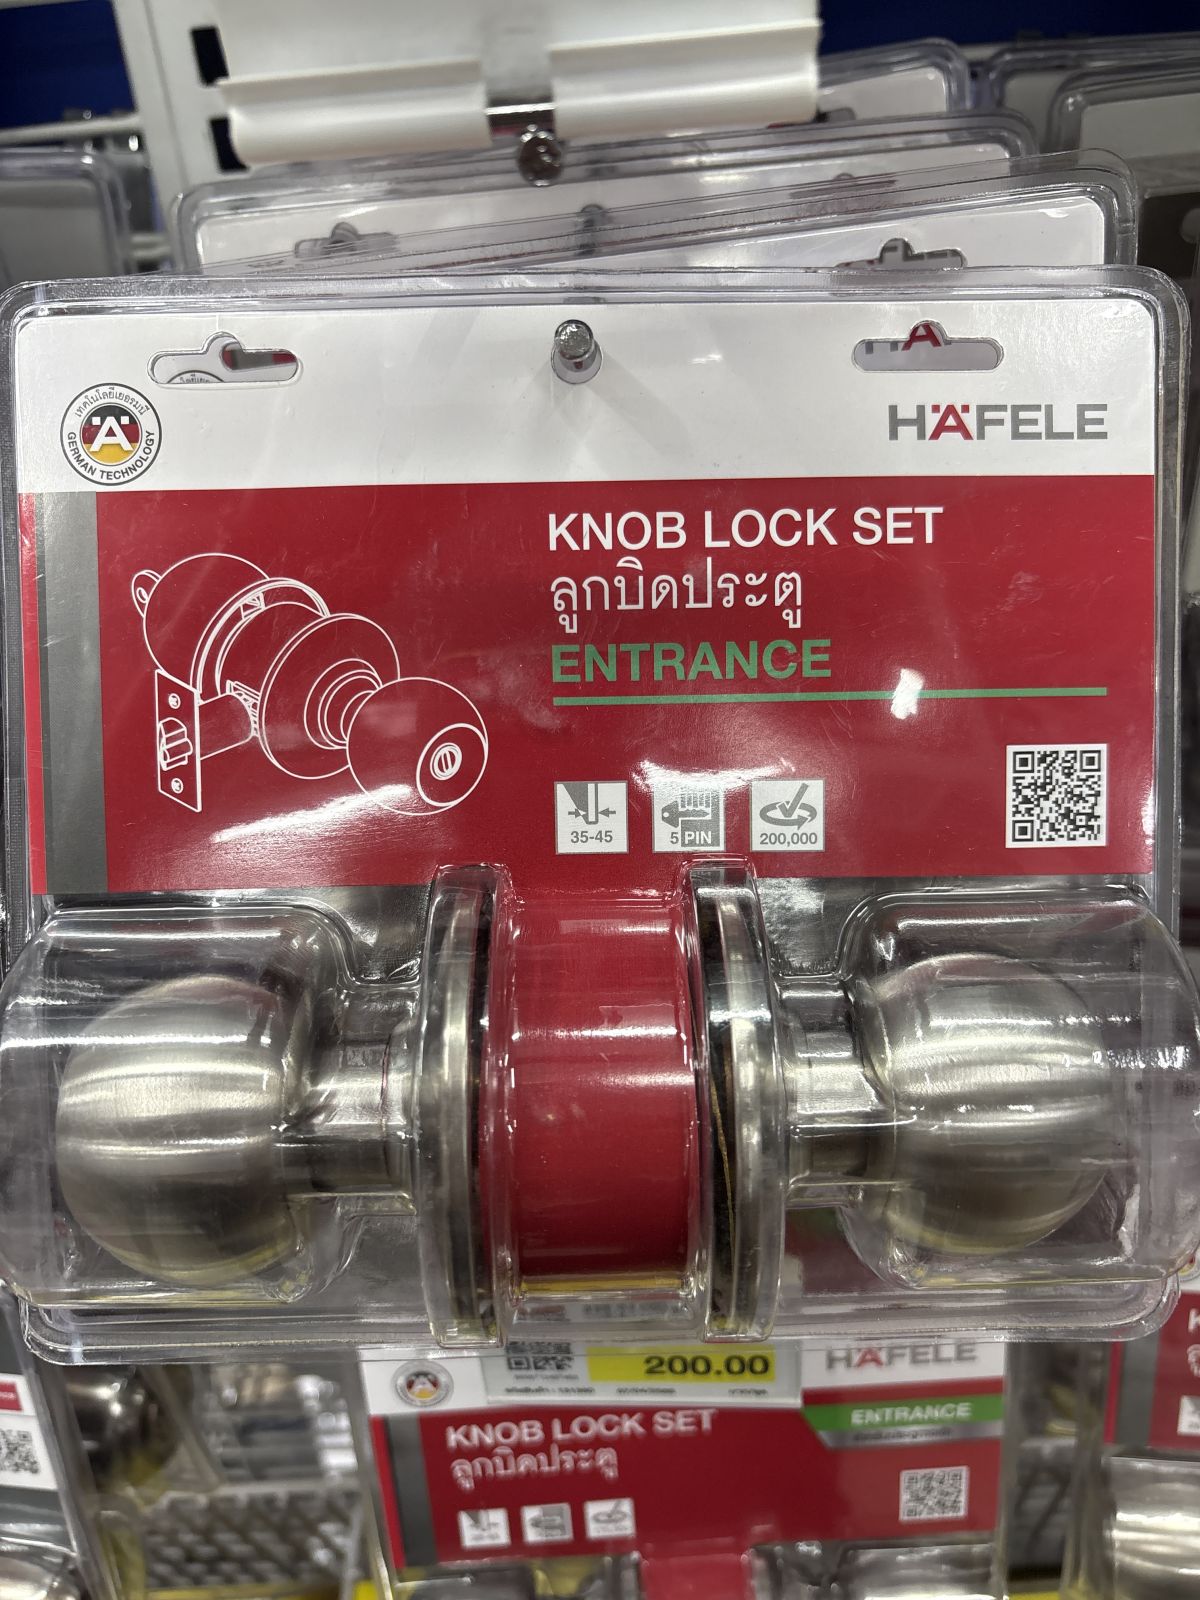 เทคโนโลยีเยอรมนี
Ä
GERMAN TECHNOLOGY
HÄFELE
KNOB LOCK SET
ลูกบิดประตู
ENTRANCE
35-45
5 PIN
200,000
200.00
HÄFELE
KNOB LOCK SET
ลูกบิดประตู
ENTRANCE